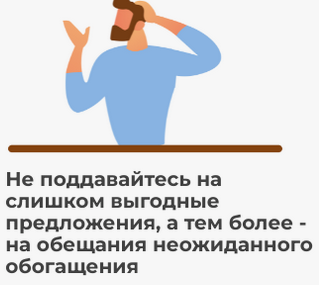 Не поддавайтесь на
слишком выгодные
предложения, а тем более -
на обещания неожиданного
обогащения